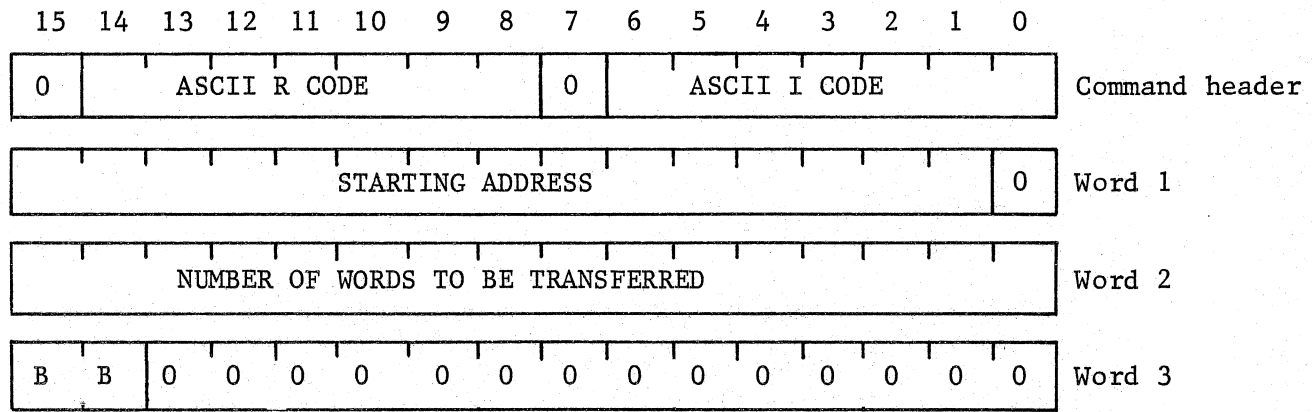 15 14 13 12 11 10 9 8 7 6 5 4 3 2 1 0
0 ASCII R CODE 0 ASCII I CODE Command header
STARTING ADDRESS 0 Word 1
NUMBER OF WORDS TO BE TRANSFERRED Word 2
B B 0 0 0 0 0 0 0 0 0 0 0 0 0 0 Word 3